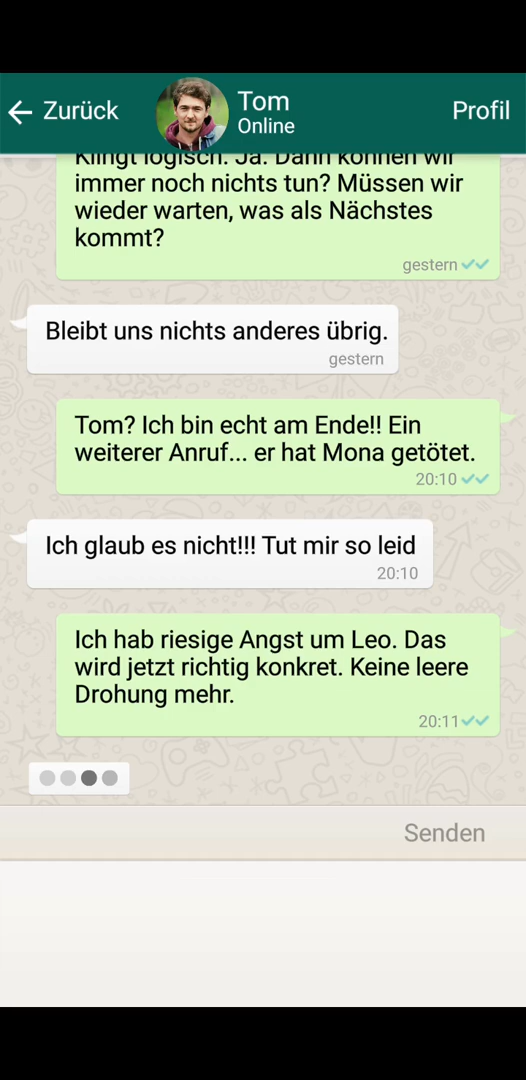 Zurück
Tom
Online
Profil
Klingt logisch. Ja. Dann können wir
immer noch nichts tun? Müssen wir
wieder warten, was als Nächstes
kommt?
gestern
Bleibt uns nichts anderes übrig.
gestern
Tom? Ich bin echt am Ende!! Ein
weiterer Anruf... er hat Mona getötet.
20:10
Ich glaub es nicht!!! Tut mir so leid
20:10
Ich hab riesige Angst um Leo. Das
wird jetzt richtig konkret. Keine leere
Drohung mehr.
20:11
Senden